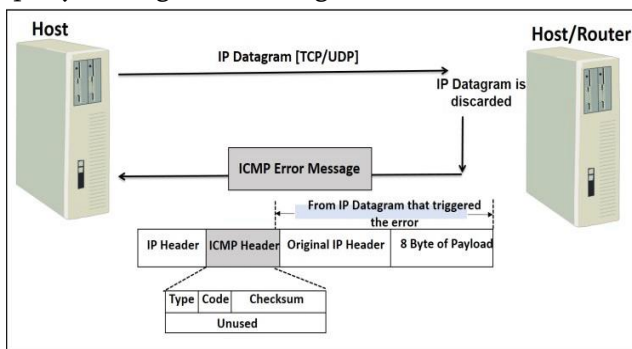 Host
Host/Router
IP Datagram [TCP/UDP]
IP Datagram is
discarded
ICMP Error Message
From IP Datagram that triggered
the error
IP Header
ICMP Header
Original IP Header
8 Byte of Payload
Type
Code
Checksum
Unused